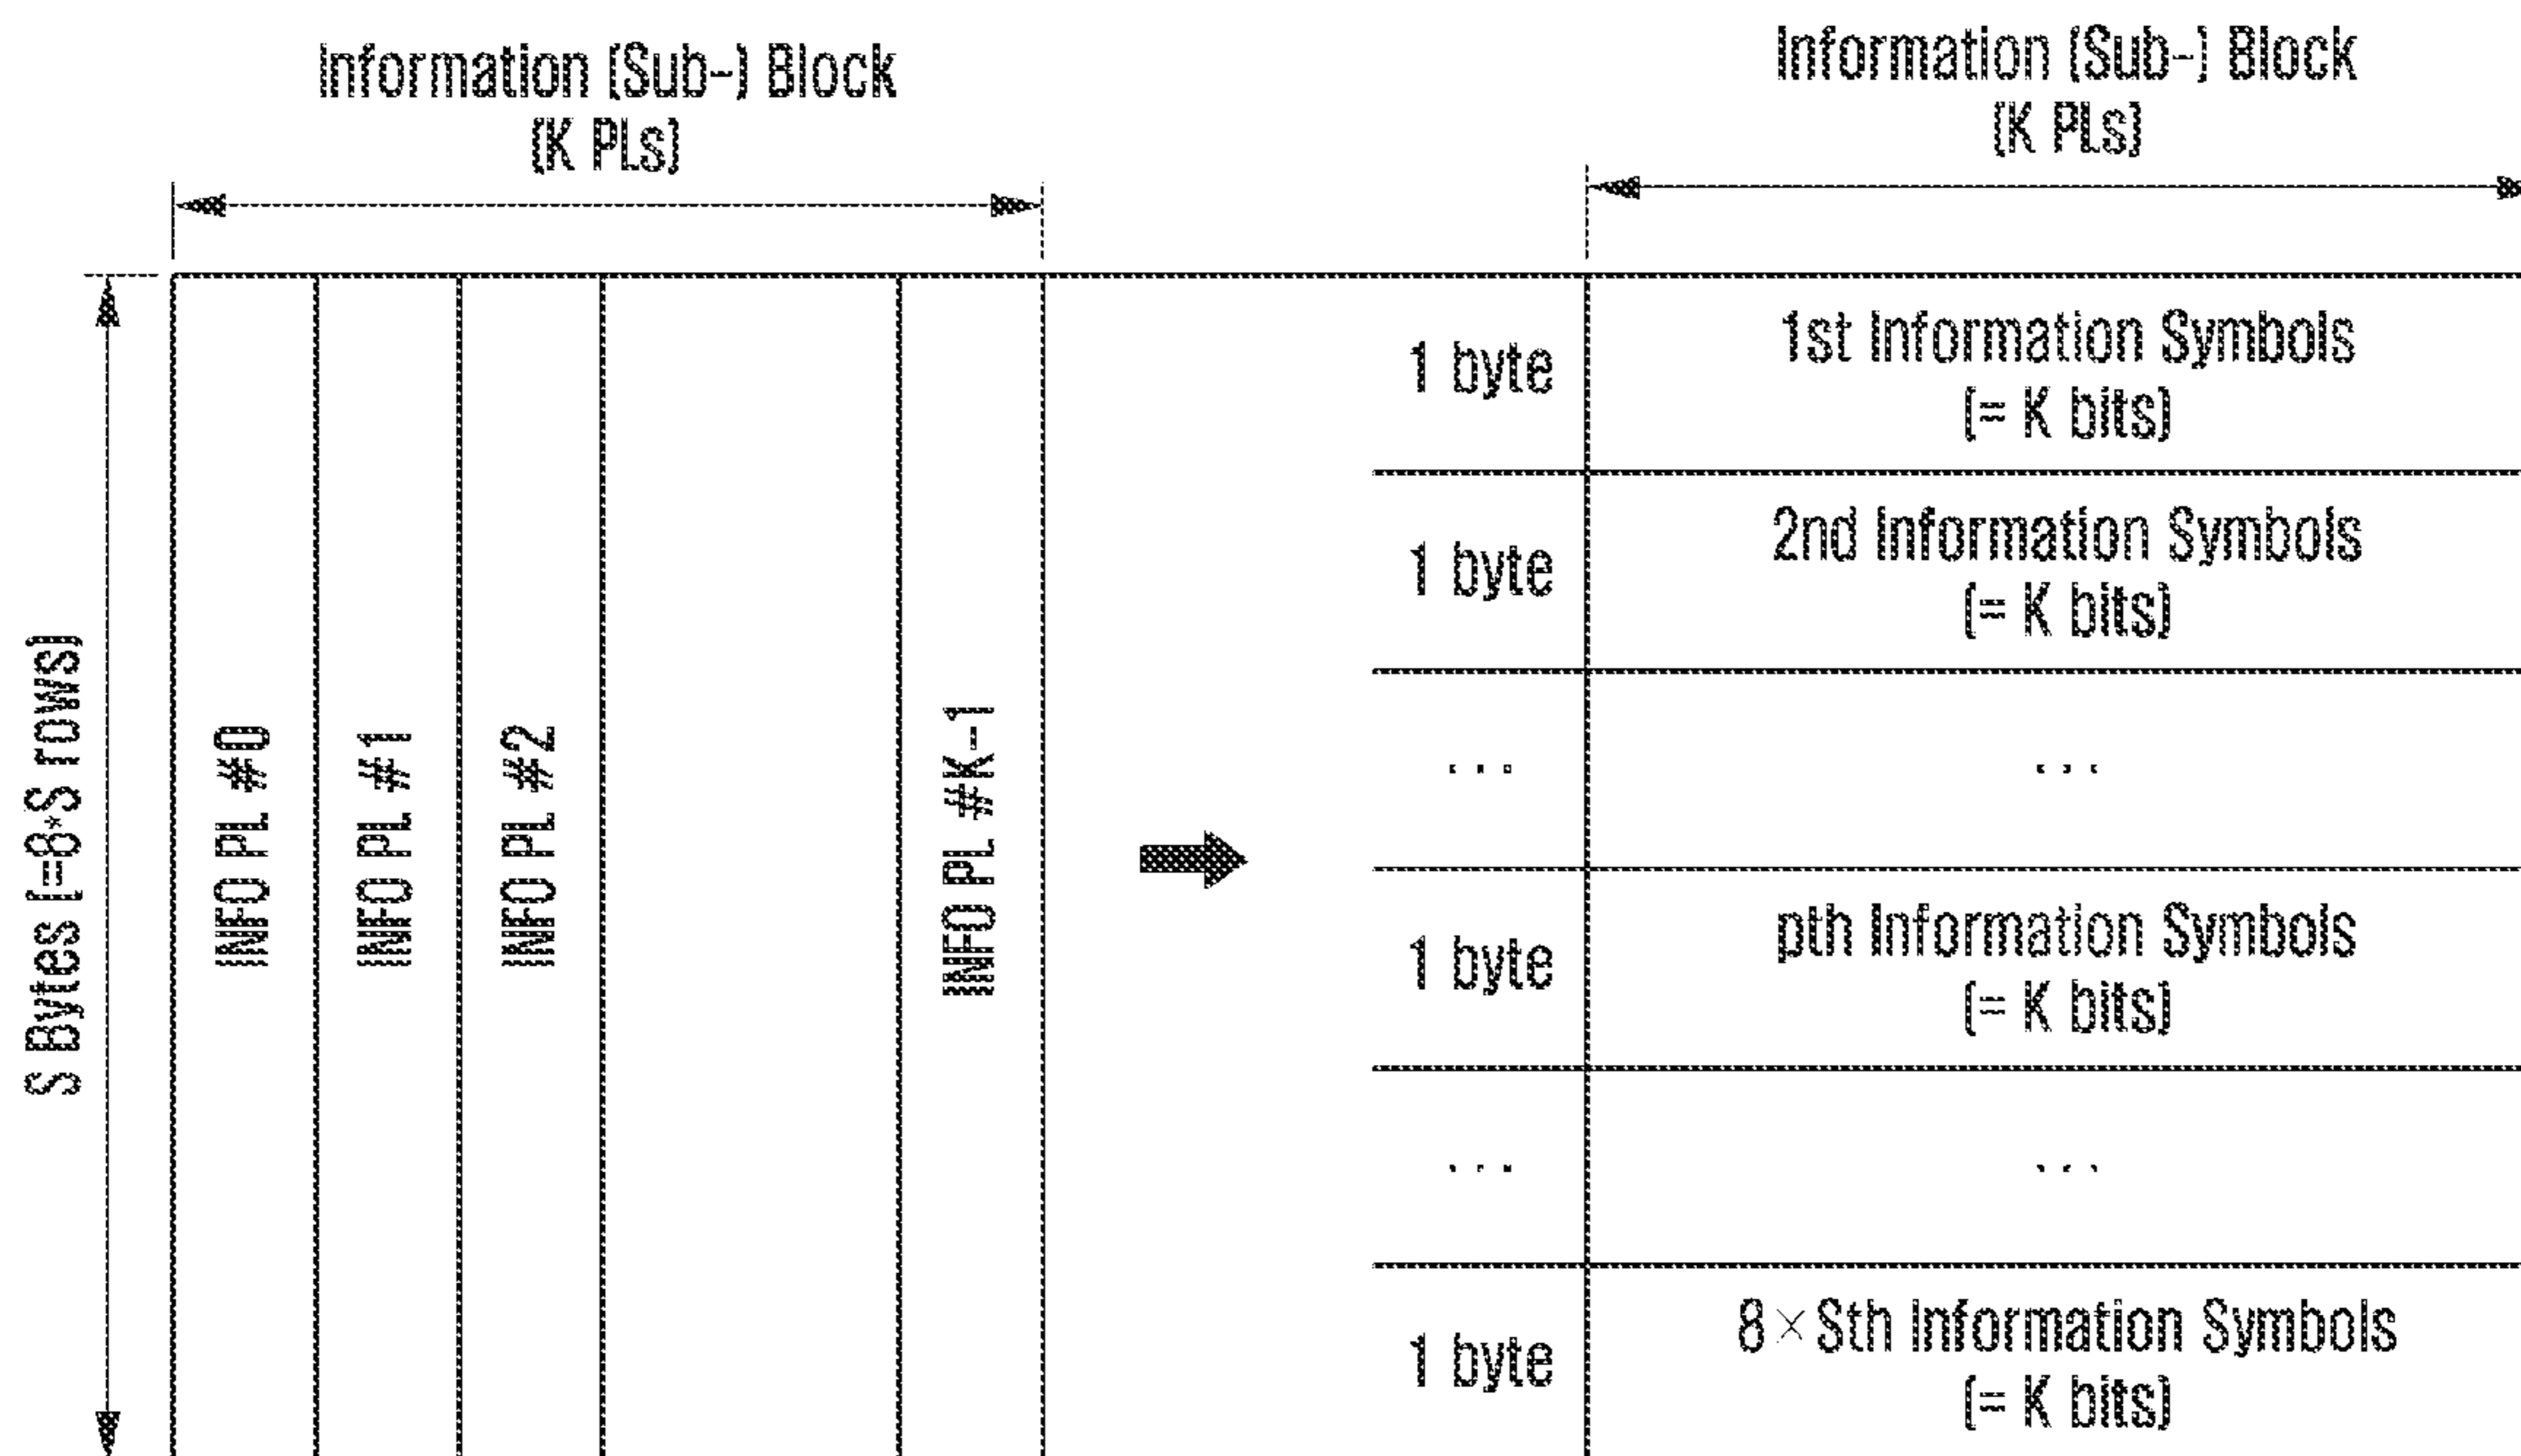 Information (Sub-) Block
(K PLs)
S Bytes (=8*S rows)
INFO PL #0
INFO PL #1
INFO PL #2
INFO PL #K-1
Information (Sub-) Block
(K PLs)
1 byte
1st Information Symbols
(= K bits)
1 byte
2nd Information Symbols
(= K bits)
...
...
1 byte
pth Information Symbols
(= K bits)
...
...
1 byte
8×Sth Information Symbols
(= K bits)